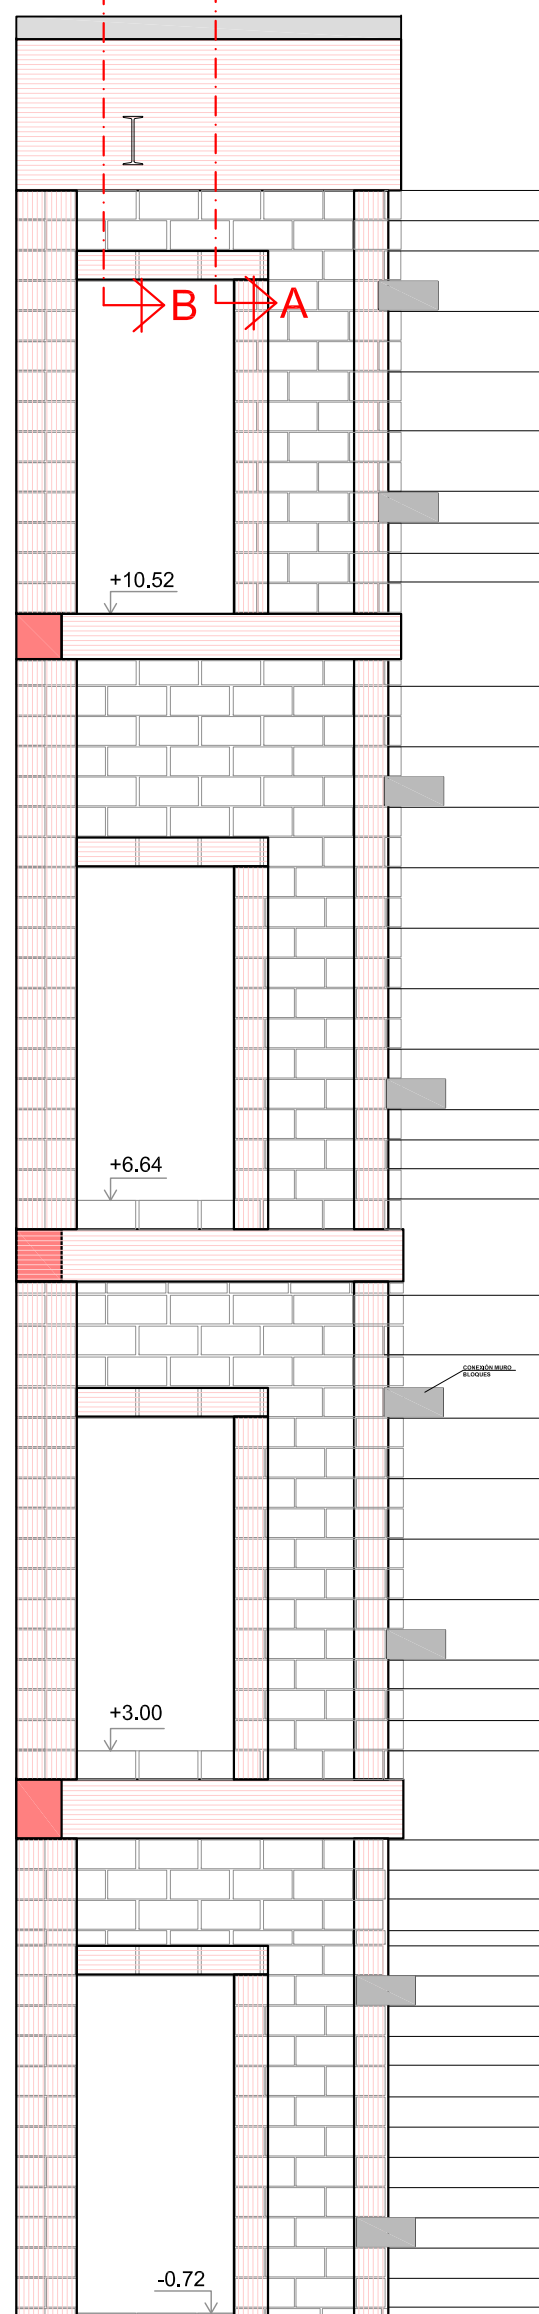 B
A
+10.52
+6.64
CONEXIÓN MURO
BLOQUES
+3.00
-0.72